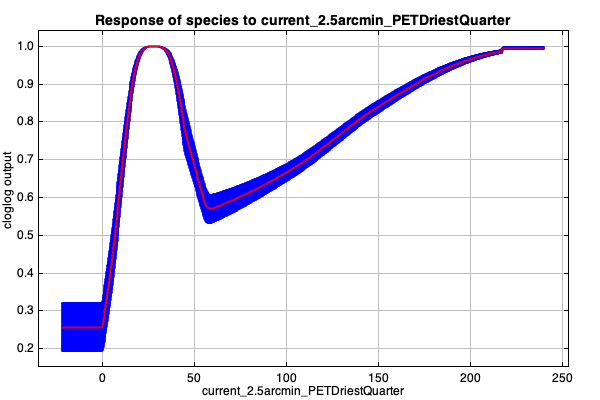 Response of species to current_2.5arcmin_PETDriestQuarter
cloglog output
1.0
0.9
0.8
0.7
0.6
0.5
0.4
0.3
0.2
0 50 100 150 200 250
current_2.5arcmin_PETDriestQuarter